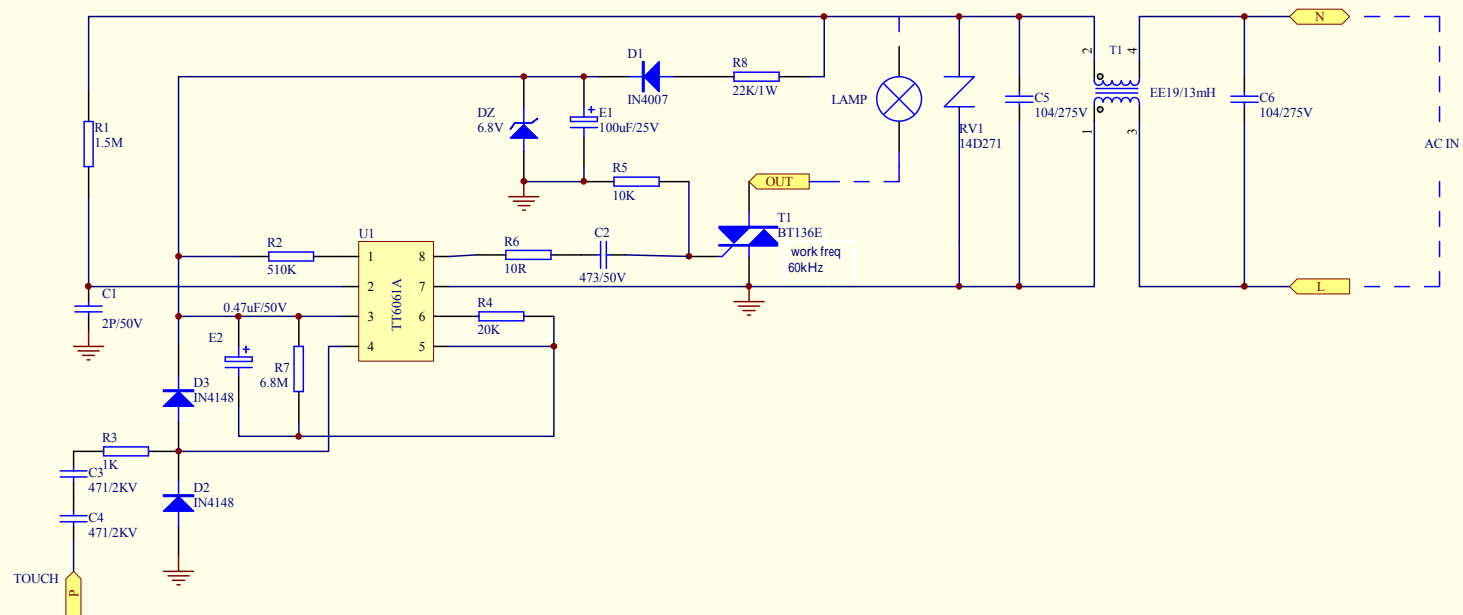 N
D1
R8
2
T1
4
IN4007
22K/1W
LAMP
DZ
6.8V
+
E1
100uF/25V
C5
104/275V
EE19/13mH
C6
104/275V
R1
1.5M
RV1
14D271
1
3
AC IN
R5
10K
OUT
T1
BT136E
work freq
60kHz
U1
R2
510K
1
8
R6
10R
C2
473/50V
2
7
L
C1
2P/50V
0.47uF/50V
TT6061A
3
6
R4
20K
E2
+
4
5
R7
6.8M
D3
IN4148
R3
1K
C3
471/2KV
D2
IN4148
C4
471/2KV
TOUCH
P